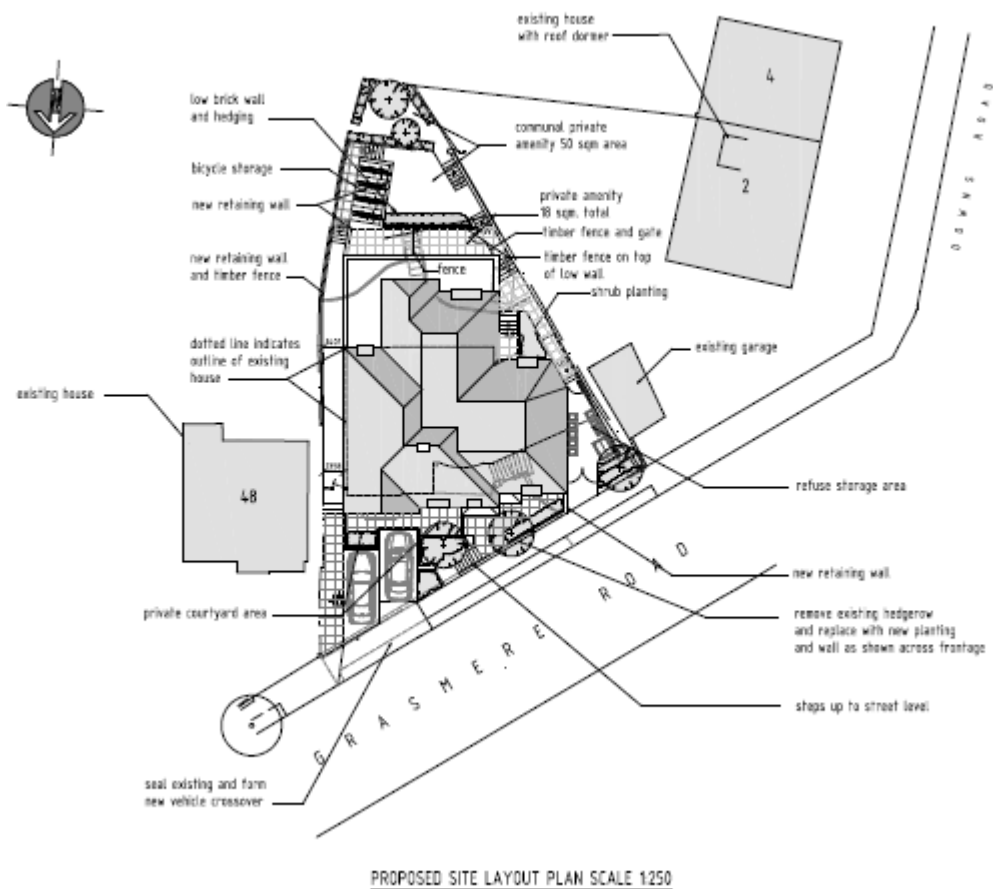 existing house
with roof dormer
4
low brick wall
and hedging
communal private
amenity 50 sqm area
bicycle storage
2
private amenity
18 sqm. total
new retaining wall
timber fence and gate
new retaining wall
and timber fence
fence
timber fence on top
of low wall
shrub planting
DOWNS ROAD
dotted line indicates
outline of existing
house
existing garage
existing house
48
refuse storage area
new retaining wall
private courtyard area
remove existing hedgerow
and replace with new planting
and wall as shown across frontage
GRASMERE ROAD
steps up to street level
seal existing and form
new vehicle crossover
PROPOSED SITE LAYOUT PLAN SCALE 1:250